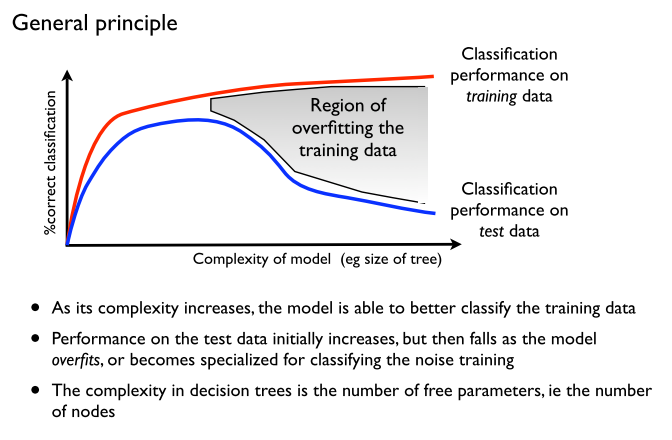 General principle
Classification
performance on
training data
%correct classification
Region of
overfitting the
training data
Classification
performance on
test data
Complexity of model (eg size of tree)
• As its complexity increases, the model is able to better classify the training data
• Performance on the test data initially increases, but then falls as the model
overfits, or becomes specialized for classifying the noise training
• The complexity in decision trees is the number of free parameters, ie the number
of nodes